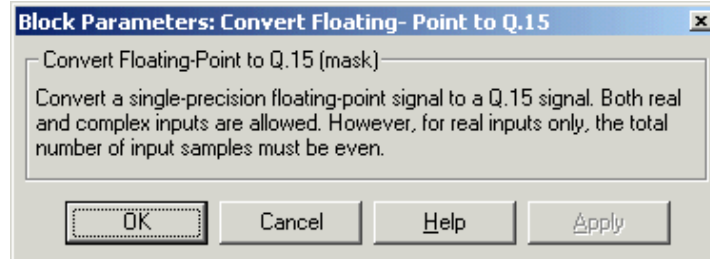 Block Parameters: Convert Floating- Point to Q.15
Convert Floating-Point to Q.15 (mask)
Convert a single-precision floating-point signal to a Q.15 signal. Both real
and complex inputs are allowed. However, for real inputs only, the total
number of input samples must be even.
OK Cancel Help Apply